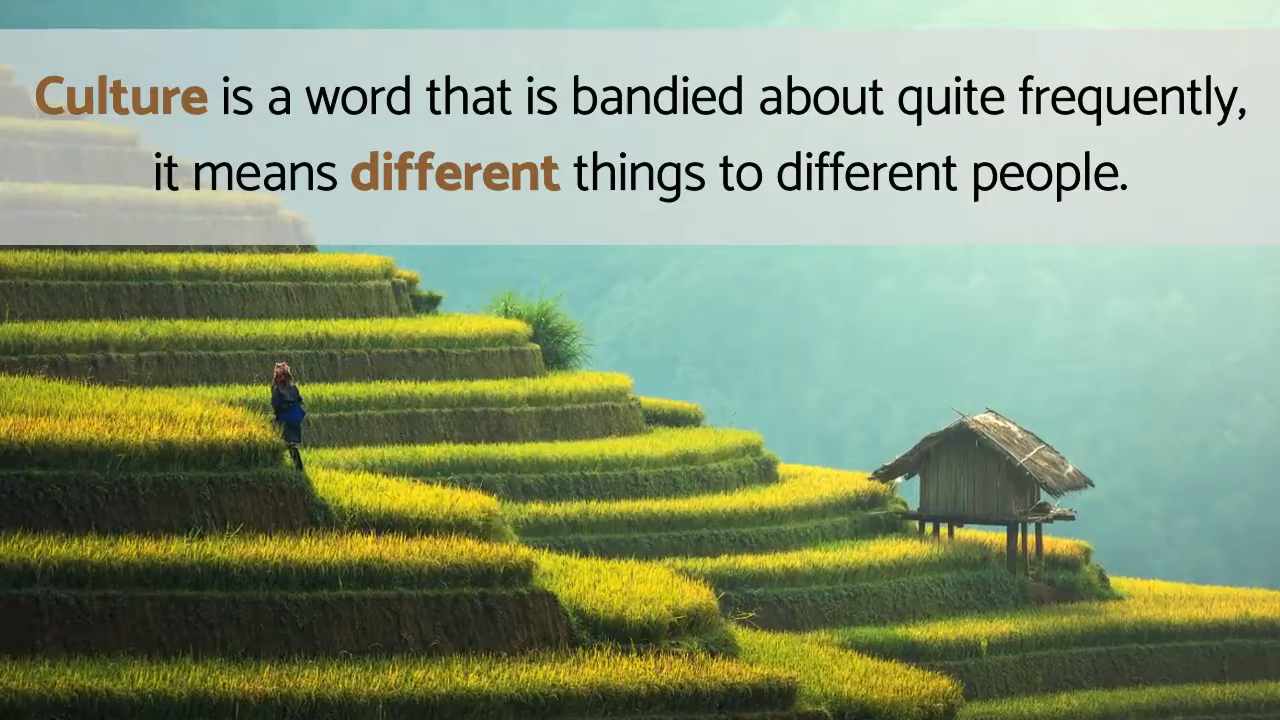 Culture is a word that is bandied about quite frequently,
it means different things to different people.